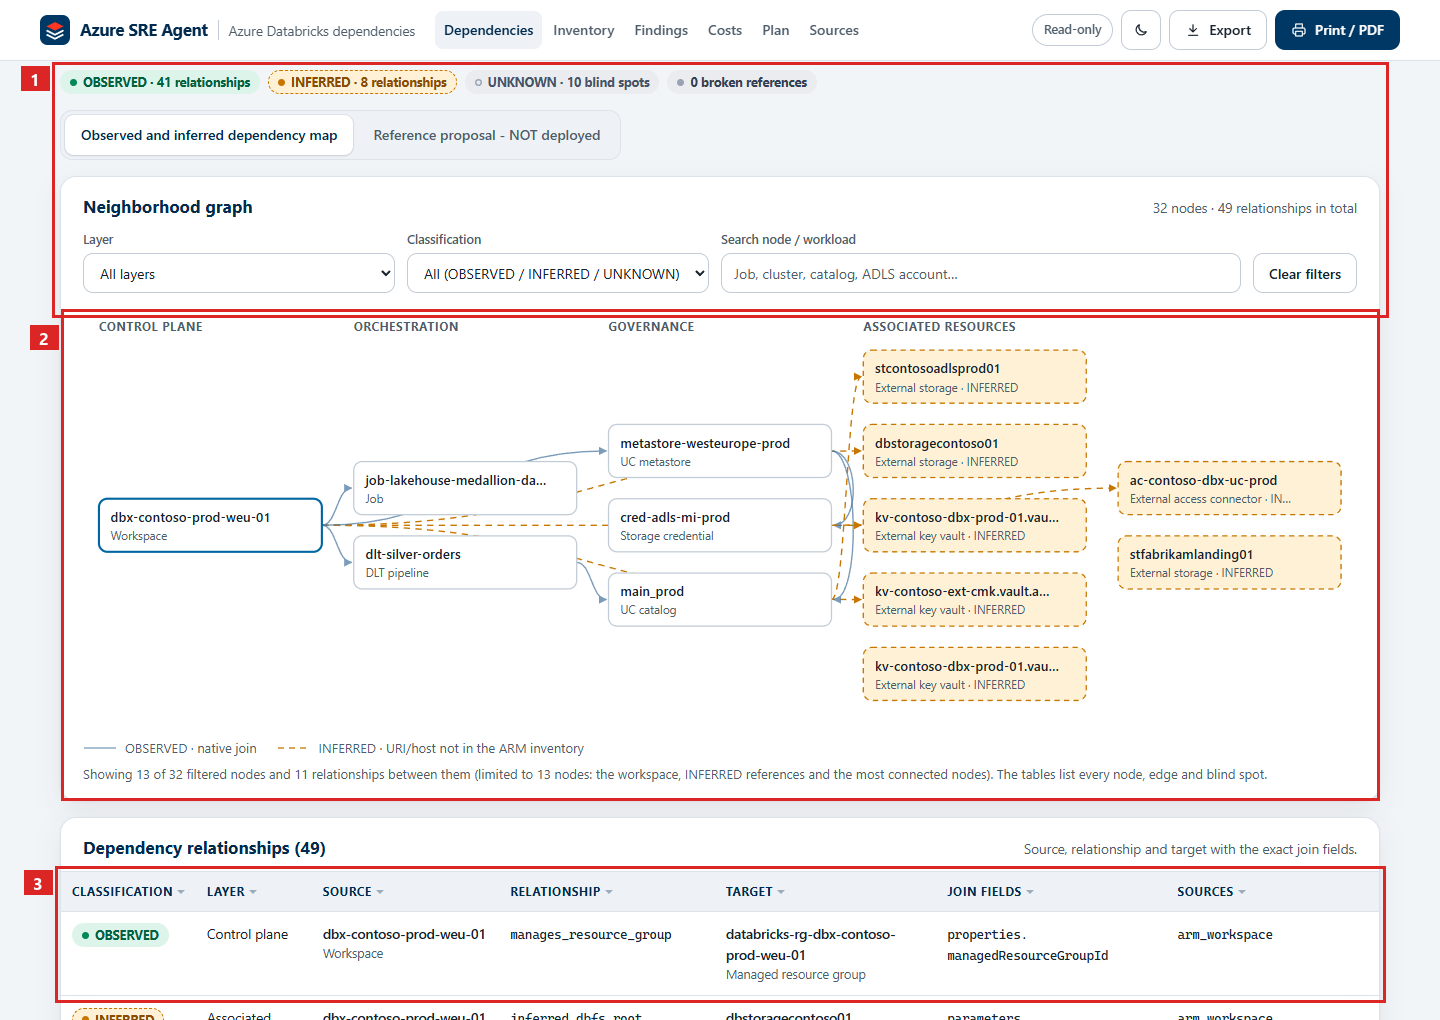 Azure SRE Agent
Azure Databricks dependencies
Dependencies
Inventory
Findings
Costs
Plan
Sources
Read-only
Export
Print / PDF
1
OBSERVED · 41 relationships
INFERRED · 8 relationships
UNKNOWN · 10 blind spots
0 broken references
Observed and inferred dependency map
Reference proposal - NOT deployed
Neighborhood graph
32 nodes · 49 relationships in total
Layer
Classification
Search node / workload
All layers
All (OBSERVED / INFERRED / UNKNOWN)
Job, cluster, catalog, ADLS account...
Clear filters
2
CONTROL PLANE
ORCHESTRATION
GOVERNANCE
ASSOCIATED RESOURCES
stcontosoadlsprod01
External storage · INFERRED
metastore-westeurope-prod
UC metastore
dbstoragecontoso01
External storage · INFERRED
job-lakehouse-medallion-da...
Job
ac-contoso-dbx-uc-prod
External access connector · IN...
dbx-contoso-prod-weu-01
Workspace
cred-adls-mi-prod
Storage credential
kv-contoso-dbx-prod-01.vau...
External key vault · INFERRED
dlt-silver-orders
DLT pipeline
stfabrikamlanding01
External storage · INFERRED
main_prod
UC catalog
kv-contoso-ext-cmk.vault.a...
External key vault · INFERRED
kv-contoso-dbx-prod-01.vau...
External key vault · INFERRED
OBSERVED · native join
INFERRED · URI/host not in the ARM inventory
Showing 13 of 32 filtered nodes and 11 relationships between them (limited to 13 nodes: the workspace, INFERRED references and the most connected nodes). The tables list every node, edge and blind spot.
Dependency relationships (49)
Source, relationship and target with the exact join fields.
3
CLASSIFICATION
LAYER
SOURCE
RELATIONSHIP
TARGET
JOIN FIELDS
SOURCES
OBSERVED
Control plane
dbx-contoso-prod-weu-01
Workspace
manages_resource_group
databricks-rg-dbx-contoso-
prod-weu-01
Managed resource group
properties.
managedResourceGroupId
arm_workspace
INFERRED
Associated
dbx-contoso-prod-weu-01
inferred_dbfs_root
dbstoragecontoso01
parameters.
arm_workspace